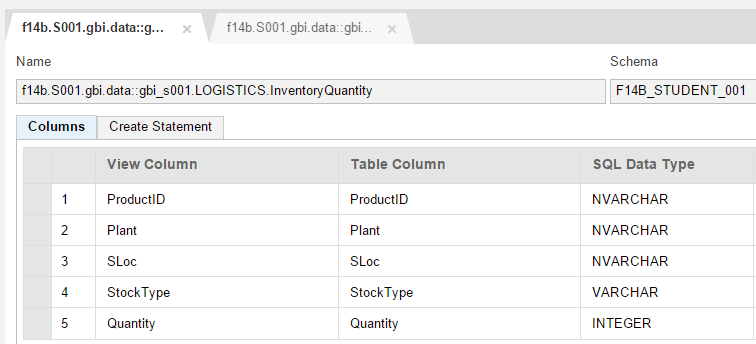 f14b.S001.gbi.data::g... × f14b.S001.gbi.data::gbi... ×
Name Schema
f14b.S001.gbi.data::gbi_s001.LOGISTICS.InventoryQuantity F14B_STUDENT_001
Columns Create Statement
View Column Table Column SQL Data Type
1 ProductID ProductID NVARCHAR
2 Plant Plant NVARCHAR
3 SLoc SLoc NVARCHAR
4 StockType StockType VARCHAR
5 Quantity Quantity INTEGER